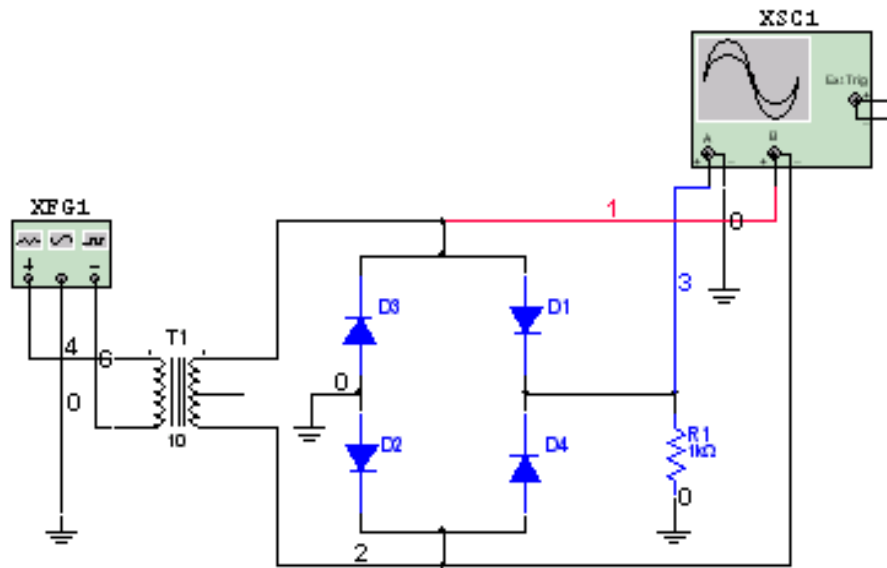 XSC1
Ext Trig
+
-
A
B
+ - + -
XFG1
+ -
1
0
3
4
6
0
T1
10
D3
D1
0
D2
D4
R1
1kΩ
0
2